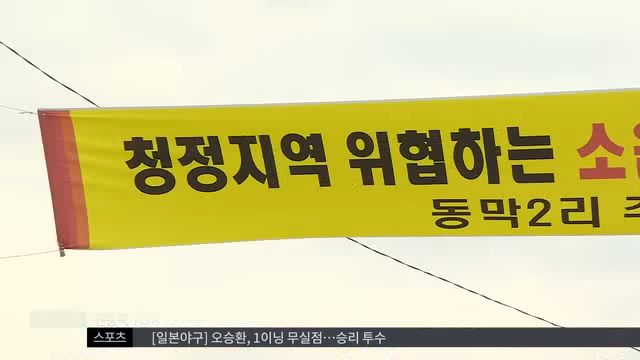 청정지역 위협하는 소
동막2리
스포츠 [일본야구] 오승환, 1이닝 무실점…승리 투수